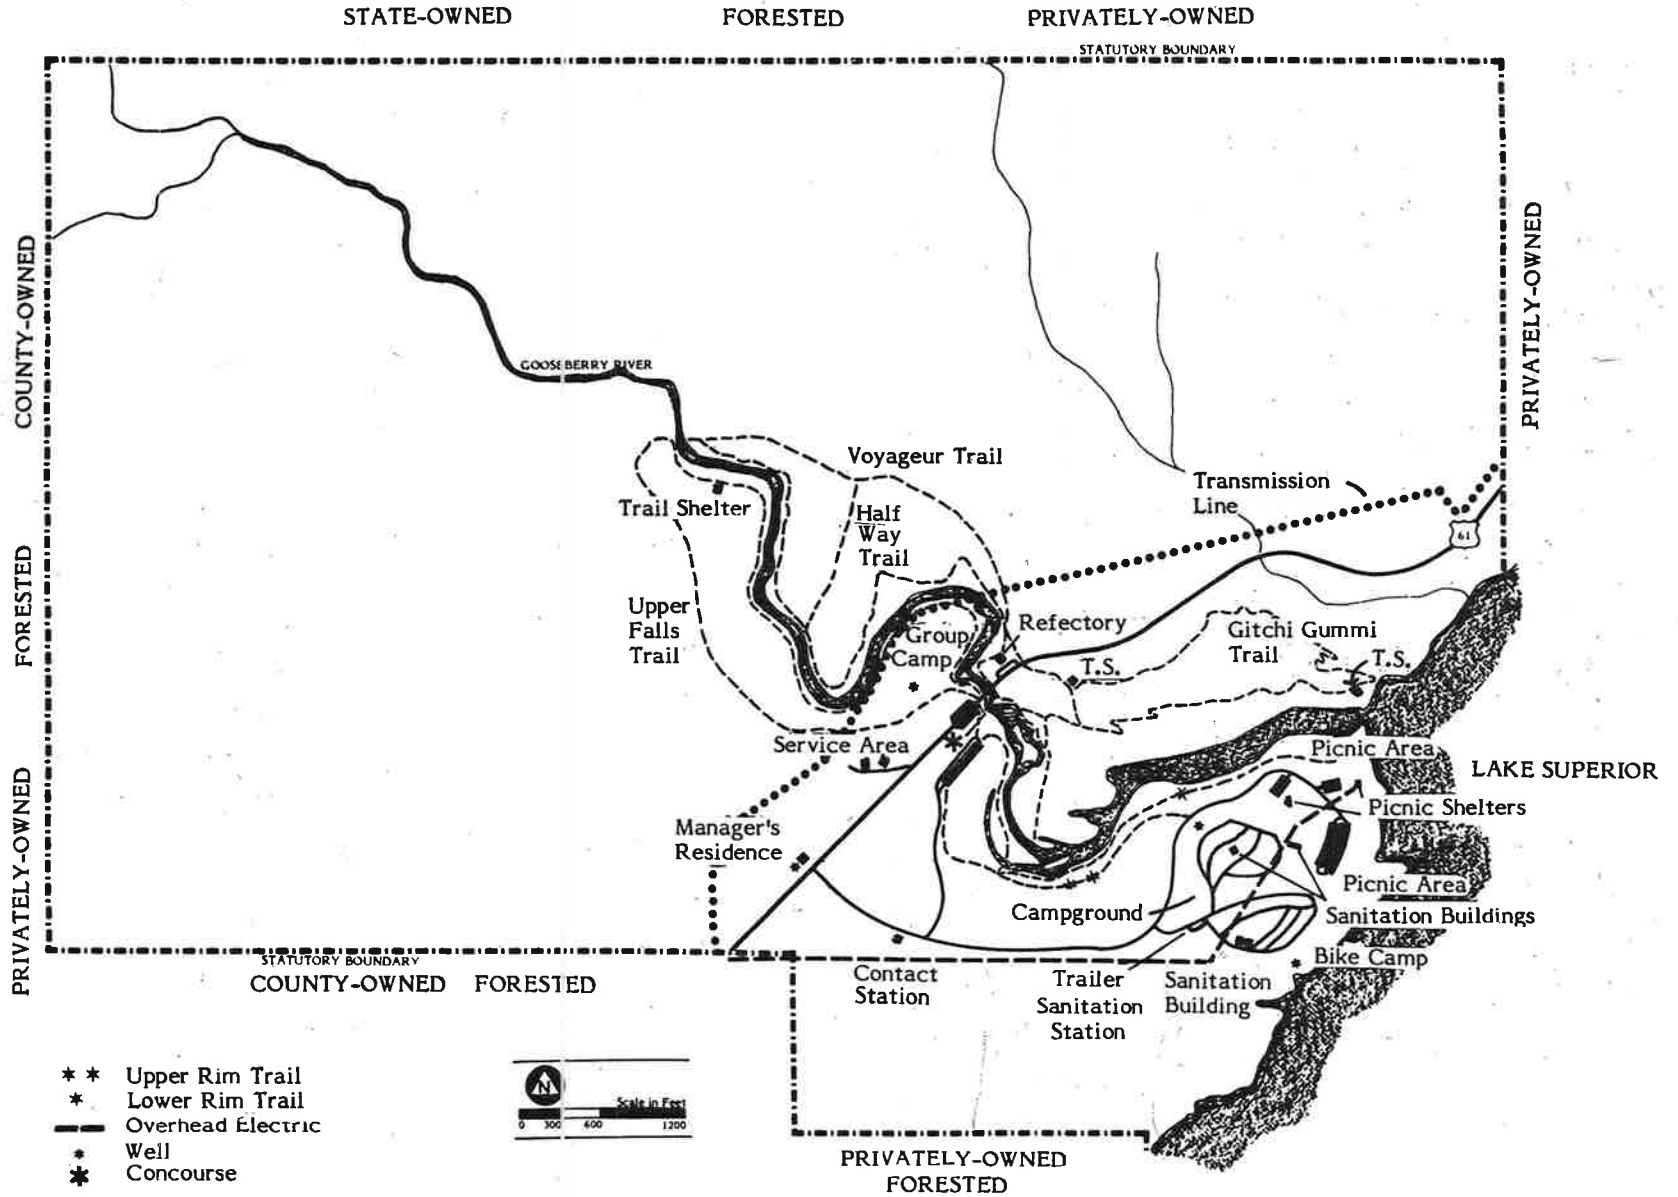 STATE-OWNED FORESTED PRIVATELY-OWNED
STATUTORY BOUNDARY
COUNTY-OWNED
FORESTED
PRIVATELY-OWNED
PRIVATELY-OWNED
GOOSEBERRY RIVER
Voyageur Trail
Transmission
Line
Trail Shelter
Half
Way
Trail
61
Upper
Falls
Trail
Group
Camp
Refectory
Gitchi Gummi
Trail
T.S.
T.S.
Service Area
Picnic Area
LAKE SUPERIOR
Picnic Shelters
Manager's
Residence
Picnic Area
Campground
Sanitation Buildings
Bike Camp
STATUTORY BOUNDARY
COUNTY-OWNED FORESTED
Contact
Station
Trailer
Sanitation
Station
Sanitation
Building
** Upper Rim Trail
* Lower Rim Trail
Overhead Electric
* Well
* Concourse
N
Scale in Feet
0 300 600 1200
PRIVATELY-OWNED
FORESTED